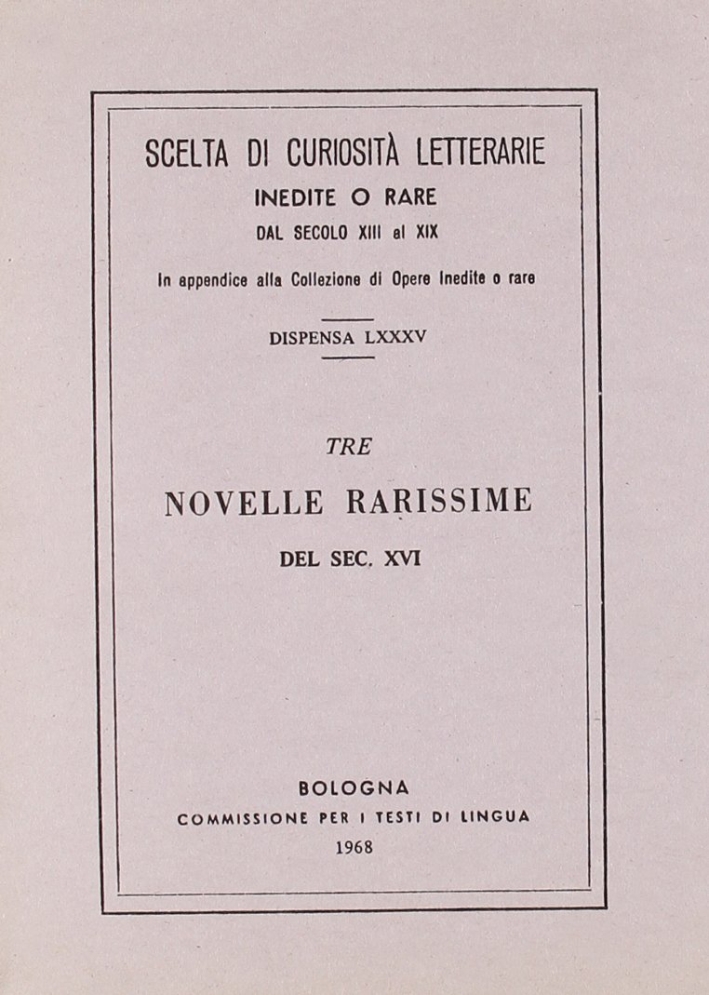 SCELTA DI CURIOSITÀ LETTERARIE
INEDITE O RARE
DAL SECOLO XIII al XIX
In appendice alla Collezione di Opere Inedite o rare
DISPENSA LXXXV
TRE
NOVELLE RARISSIME
DEL SEC. XVI
BOLOGNA
COMMISSIONE PER I TESTI DI LINGUA
1968